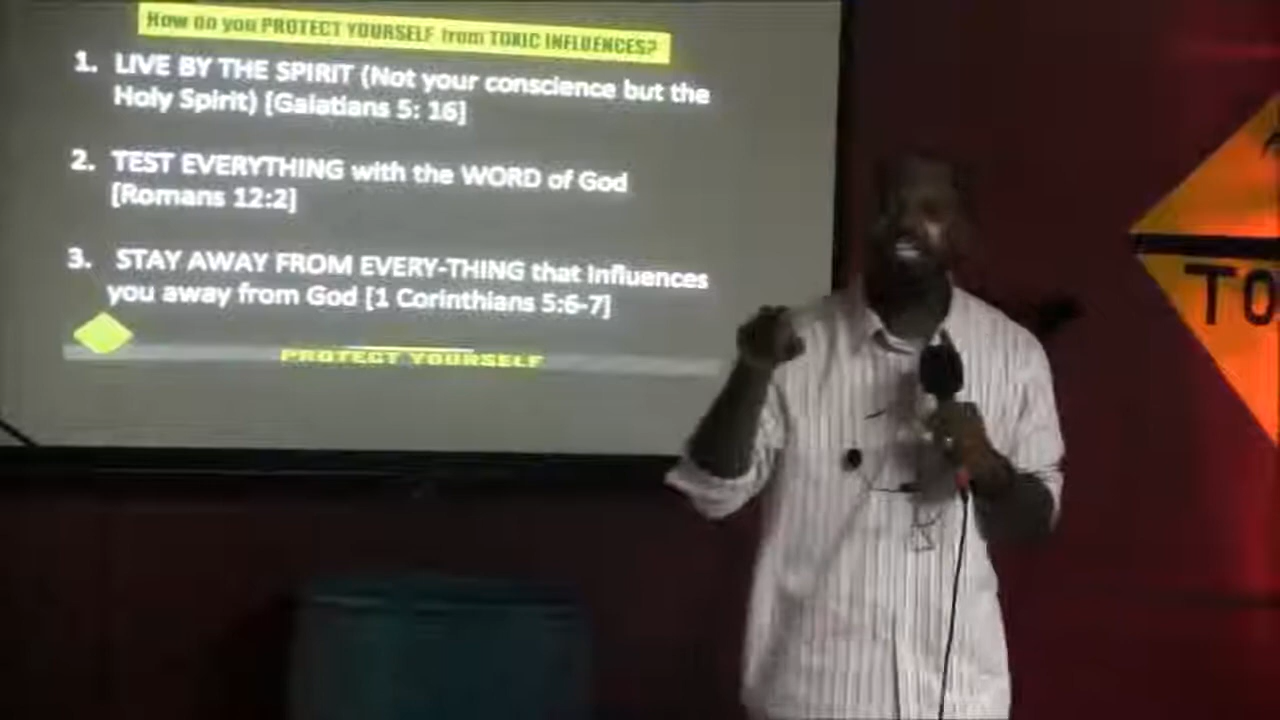 How do you PROTECT YOURSELF from TOXIC INFLUENCES?
1. LIVE BY THE SPIRIT (Not your conscience but the
Holy Spirit) [Galatians 5: 16]
2. TEST EVERYTHING with the WORD of God
[Romans 12:2]
3. STAY AWAY FROM EVERY-THING that Influences
you away from God [1 Corinthians 5:6-7]
PROTECT YOURSELF
TO